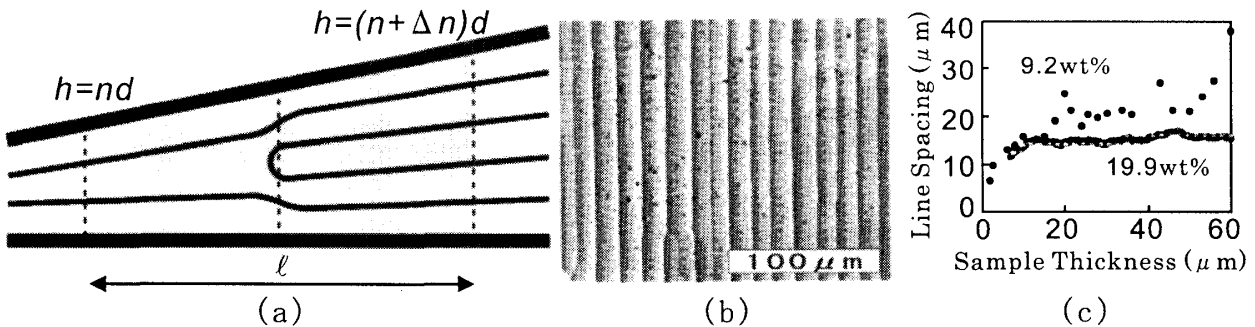 h=(n+Δn)d
h=nd
ℓ
(a)
100μm
(b)
Line Spacing (μm)
40
30
20
10
0
9.2wt%
19.9wt%
0 20 40 60
Sample Thickness (μm)
(c)